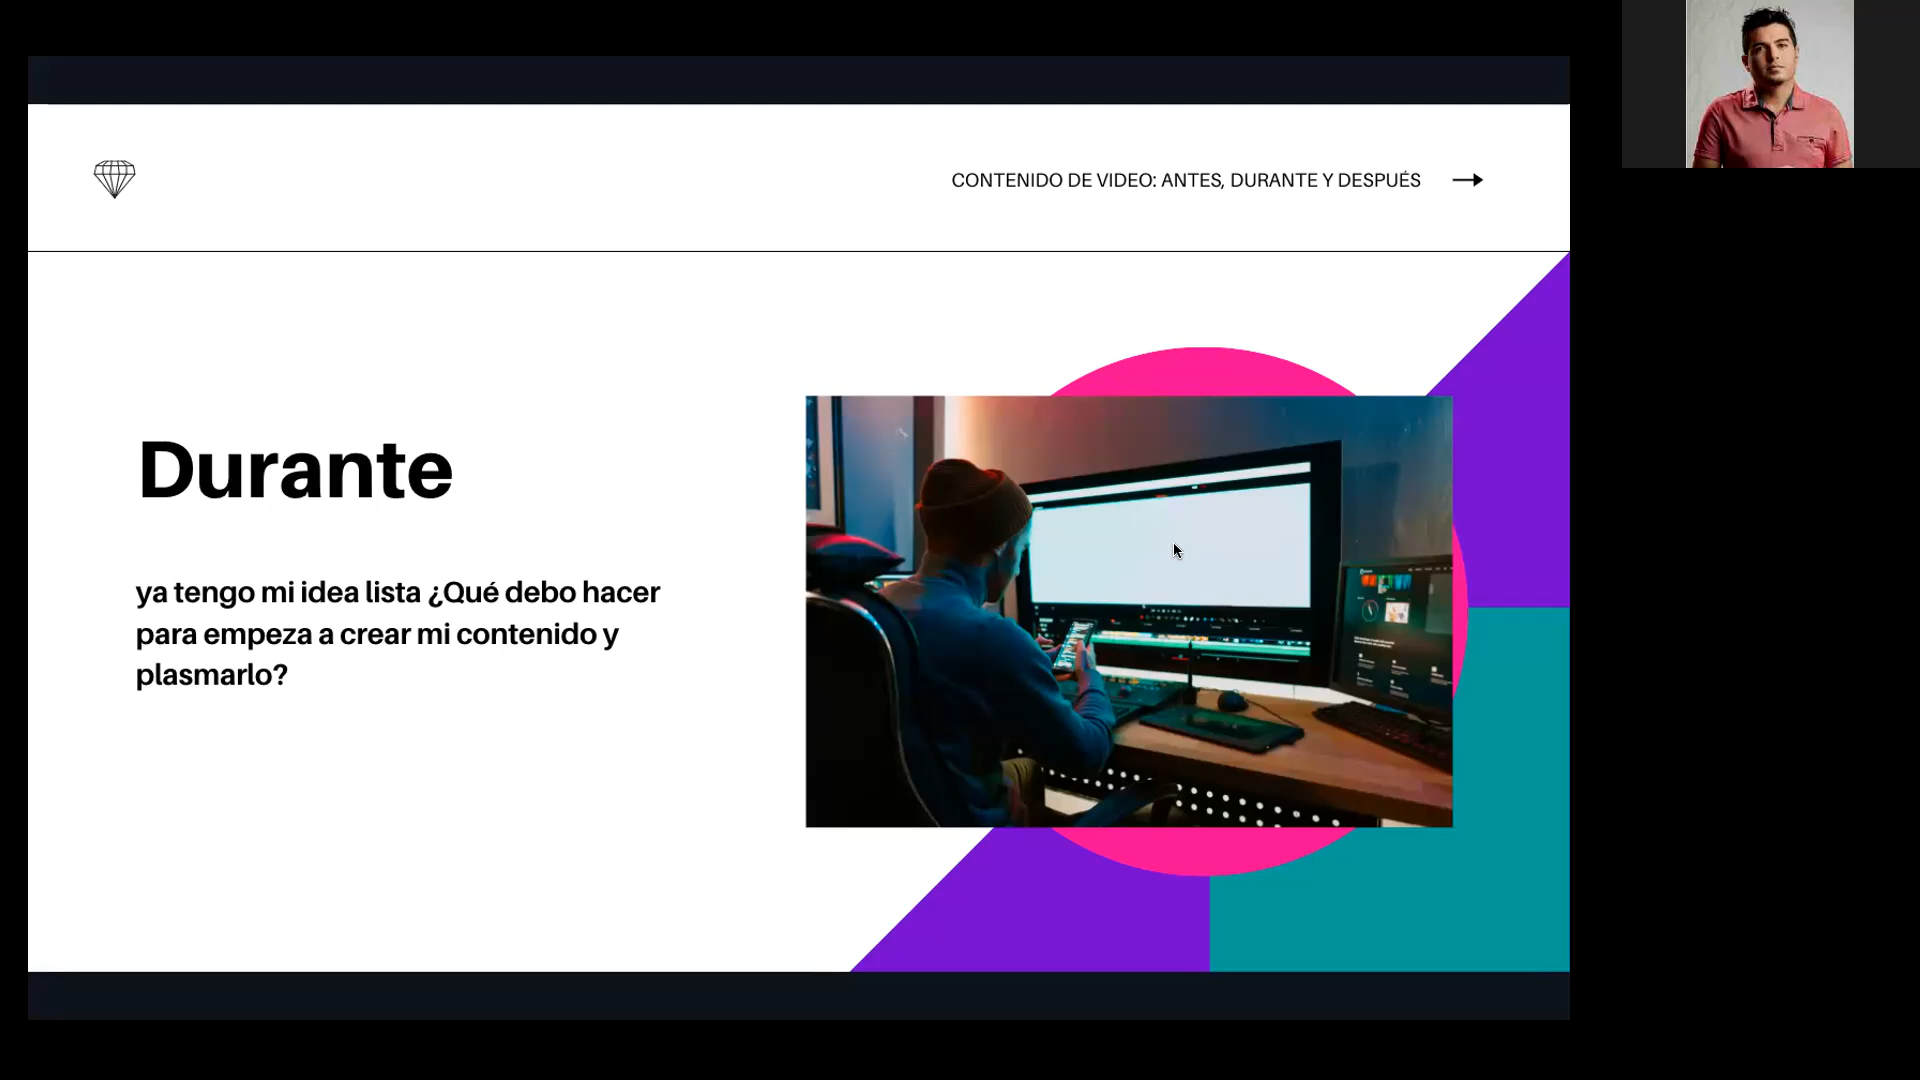 CONTENIDO DE VIDEO: ANTES, DURANTE Y DESPUÉS
Durante
ya tengo mi idea lista ¿Qué debo hacer
para empeza a crear mi contenido y
plasmarlo?